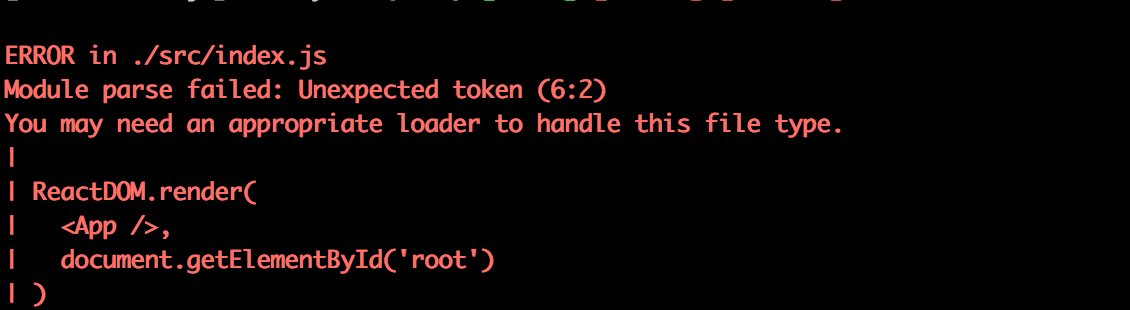 ERROR in ./src/index.js
Module parse failed: Unexpected token (6:2)
You may need an appropriate loader to handle this file type.
|
| ReactDOM.render(
|   <App />,
|   document.getElementById('root')
| )